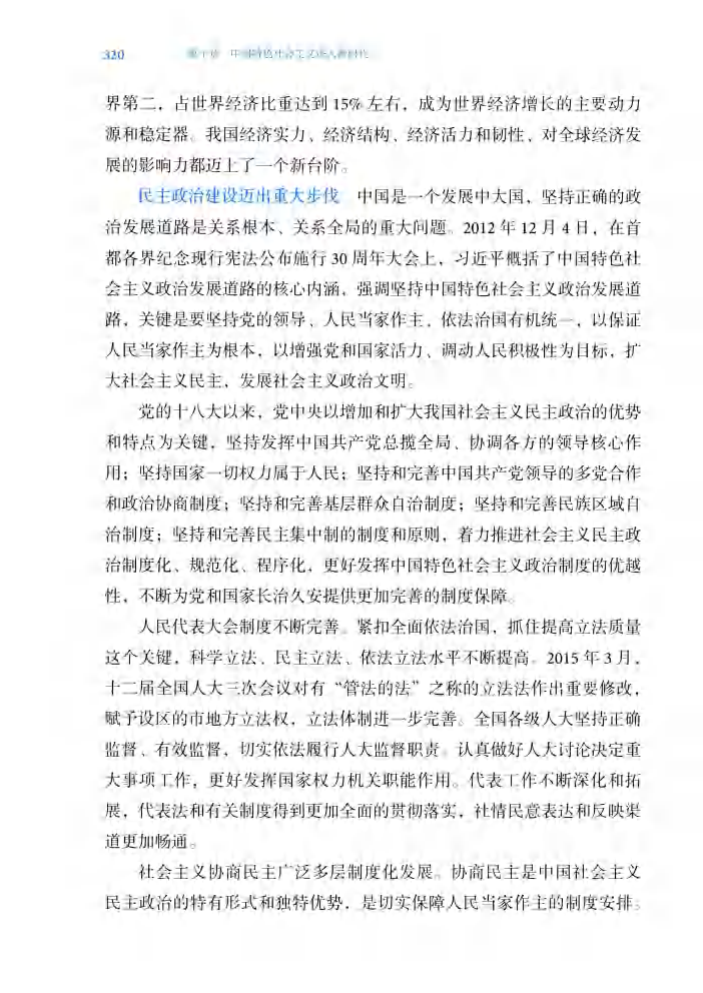 320 第十章 中国特色社会主义进入新时代
界第二，占世界经济比重达到 15% 左右，成为世界经济增长的主要动力
源和稳定器。我国经济实力、经济结构、经济活力和韧性、对全球经济发
展的影响力都迈上了一个新台阶。
民主政治建设迈出重大步伐 中国是一个发展中大国，坚持正确的政
治发展道路是关系根本、关系全局的重大问题。2012 年 12 月 4 日，在首
都各界纪念现行宪法公布施行 30 周年大会上，习近平概括了中国特色社
会主义政治发展道路的核心内涵，强调坚持中国特色社会主义政治发展道
路，关键是要坚持党的领导、人民当家作主、依法治国有机统一，以保证
人民当家作主为根本，以增强党和国家活力、调动人民积极性为目标，扩
大社会主义民主，发展社会主义政治文明。
党的十八大以来，党中央以增加和扩大我国社会主义民主政治的优势
和特点为关键，坚持发挥中国共产党总揽全局、协调各方的领导核心作
用；坚持国家一切权力属于人民；坚持和完善中国共产党领导的多党合作
和政治协商制度；坚持和完善基层群众自治制度；坚持和完善民族区域自
治制度；坚持和完善民主集中制的制度和原则，着力推进社会主义民主政
治制度化、规范化、程序化，更好发挥中国特色社会主义政治制度的优越
性，不断为党和国家长治久安提供更加完善的制度保障。
人民代表大会制度不断完善。紧扣全面依法治国，抓住提高立法质量
这个关键，科学立法、民主立法、依法立法水平不断提高。2015 年 3 月，
十二届全国人大三次会议对有“管法的法”之称的立法法作出重要修改，
赋予设区的市地方立法权，立法体制进一步完善。全国各级人大坚持正确
监督、有效监督，切实依法履行人大监督职责。认真做好人大讨论决定重
大事项工作，更好发挥国家权力机关职能作用。代表工作不断深化和拓
展，代表法和有关制度得到更加全面的贯彻落实，社情民意表达和反映渠
道更加畅通。
社会主义协商民主广泛多层制度化发展。协商民主是中国社会主义
民主政治的特有形式和独特优势，是切实保障人民当家作主的制度安排。